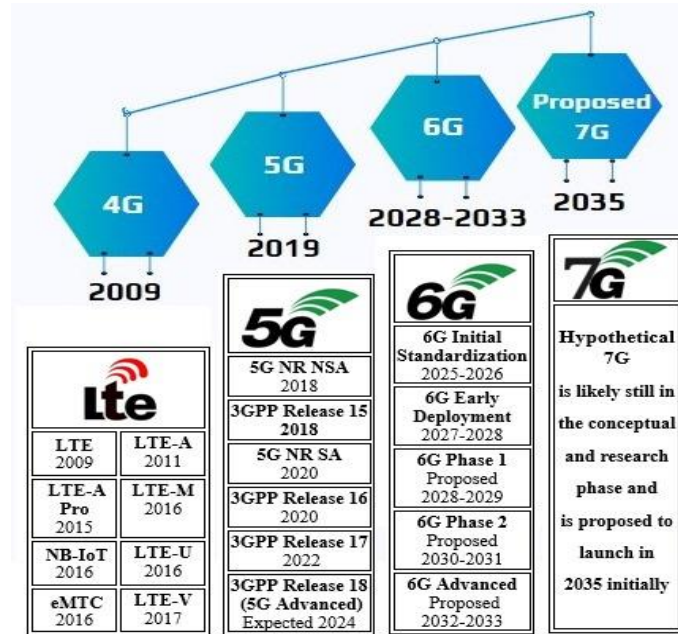 4G
5G
6G
Proposed
7G
2009
2019
2028-2033
2035
Lte
LTE
2009
LTE-A
2011
LTE-A
Pro
2015
LTE-M
2016
NB-IoT
2016
LTE-U
2016
eMTC
2016
LTE-V
2017
5G
5G NR NSA
2018
3GPP Release 15
2018
5G NR SA
2020
3GPP Release 16
2020
3GPP Release 17
2022
3GPP Release 18
(5G Advanced)
Expected 2024
6G
6G Initial
Standardization
2025-2026
6G Early
Deployment
2027-2028
6G Phase 1
Proposed
2028-2029
6G Phase 2
Proposed
2030-2031
6G Advanced
Proposed
2032-2033
7G
Hypothetical
7G
is likely still in
the conceptual
and research
phase and
is proposed to
launch in
2035 initially